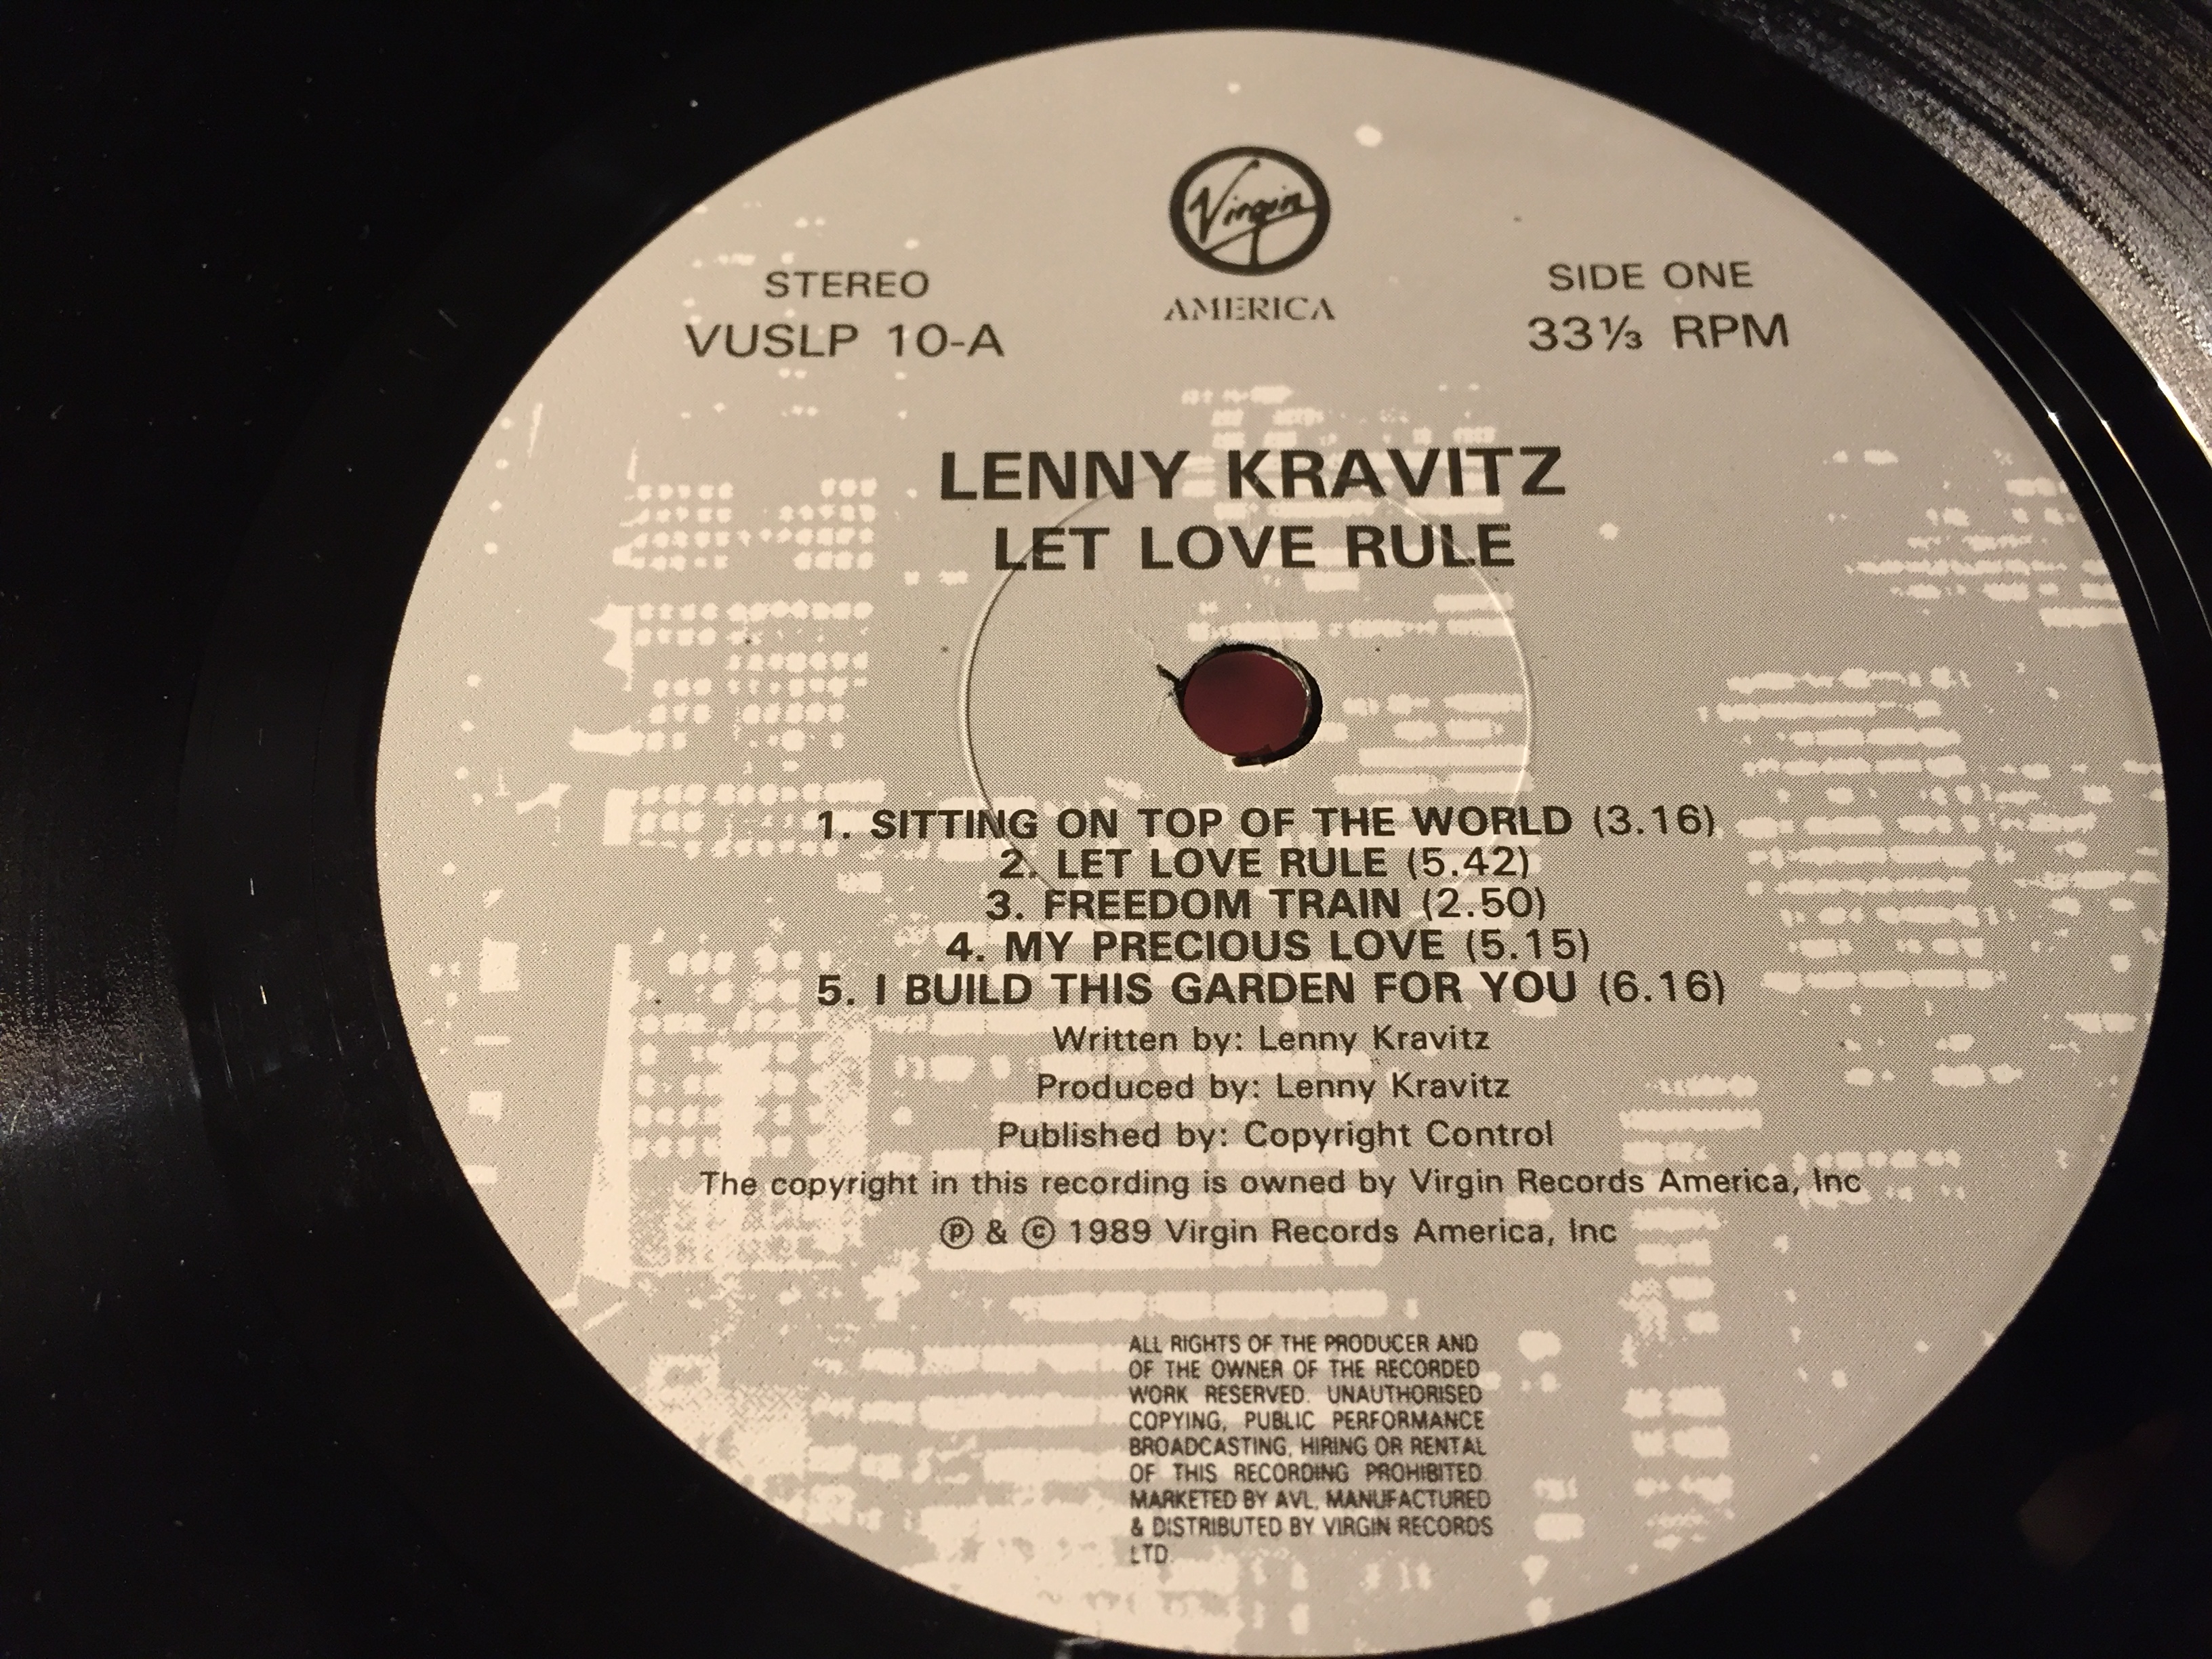 Virgin
AMERICA
STEREO
VUSLP 10-A
SIDE ONE
33⅓ RPM
LENNY KRAVITZ
LET LOVE RULE
1. SITTING ON TOP OF THE WORLD (3.16)
2. LET LOVE RULE (5.42)
3. FREEDOM TRAIN (2.50)
4. MY PRECIOUS LOVE (5.15)
5. I BUILD THIS GARDEN FOR YOU (6.16)
Written by: Lenny Kravitz
Produced by: Lenny Kravitz
Published by: Copyright Control
The copyright in this recording is owned by Virgin Records America, Inc
℗ & © 1989 Virgin Records America, Inc
ALL RIGHTS OF THE PRODUCER AND
OF THE OWNER OF THE RECORDED
WORK RESERVED. UNAUTHORISED
COPYING, PUBLIC PERFORMANCE
BROADCASTING, HIRING OR RENTAL
OF THIS RECORDING PROHIBITED
MARKETED BY AVL, MANUFACTURED
& DISTRIBUTED BY VIRGIN RECORDS
LTD.